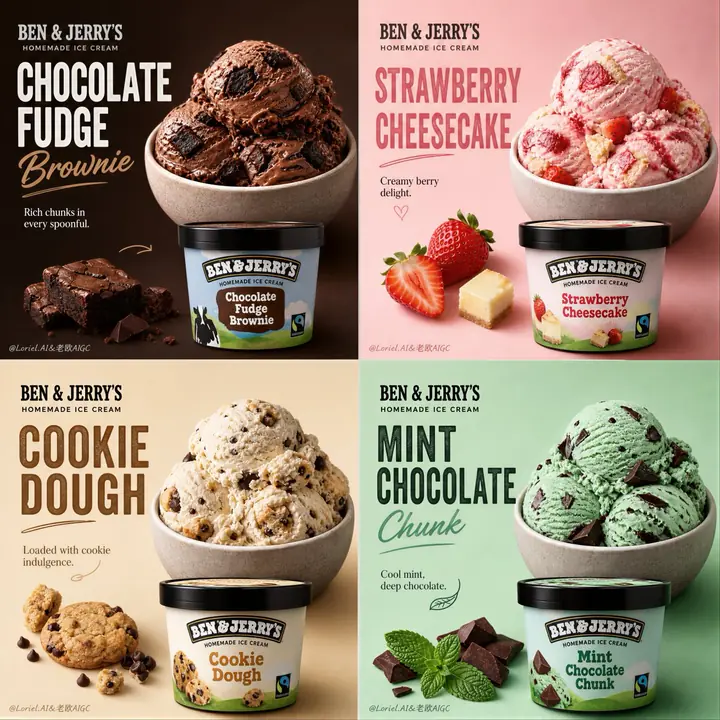 BEN & JERRY'S
HOMEMADE ICE CREAM
CHOCOLATE
FUDGE
Brownie
Rich chunks in
every spoonful.
BEN & JERRY'S
HOMEMADE ICE CREAM
Chocolate
Fudge
Brownie
@Loriel.AI&老欧AIGC
BEN & JERRY'S
HOMEMADE ICE CREAM
STRAWBERRY
CHEESECAKE
Creamy berry
delight.
BEN & JERRY'S
HOMEMADE ICE CREAM
Strawberry
Cheesecake
@Loriel.AI&老欧AIGC
BEN & JERRY'S
HOMEMADE ICE CREAM
COOKIE
DOUGH
Loaded with cookie
indulgence.
BEN & JERRY'S
HOMEMADE ICE CREAM
Cookie
Dough
@Loriel.AI&老欧AIGC
BEN & JERRY'S
HOMEMADE ICE CREAM
MINT
CHOCOLATE
Chunk
Cool mint,
deep chocolate.
BEN & JERRY'S
HOMEMADE ICE CREAM
Mint
Chocolate
Chunk
@Loriel.AI&老欧AIGC